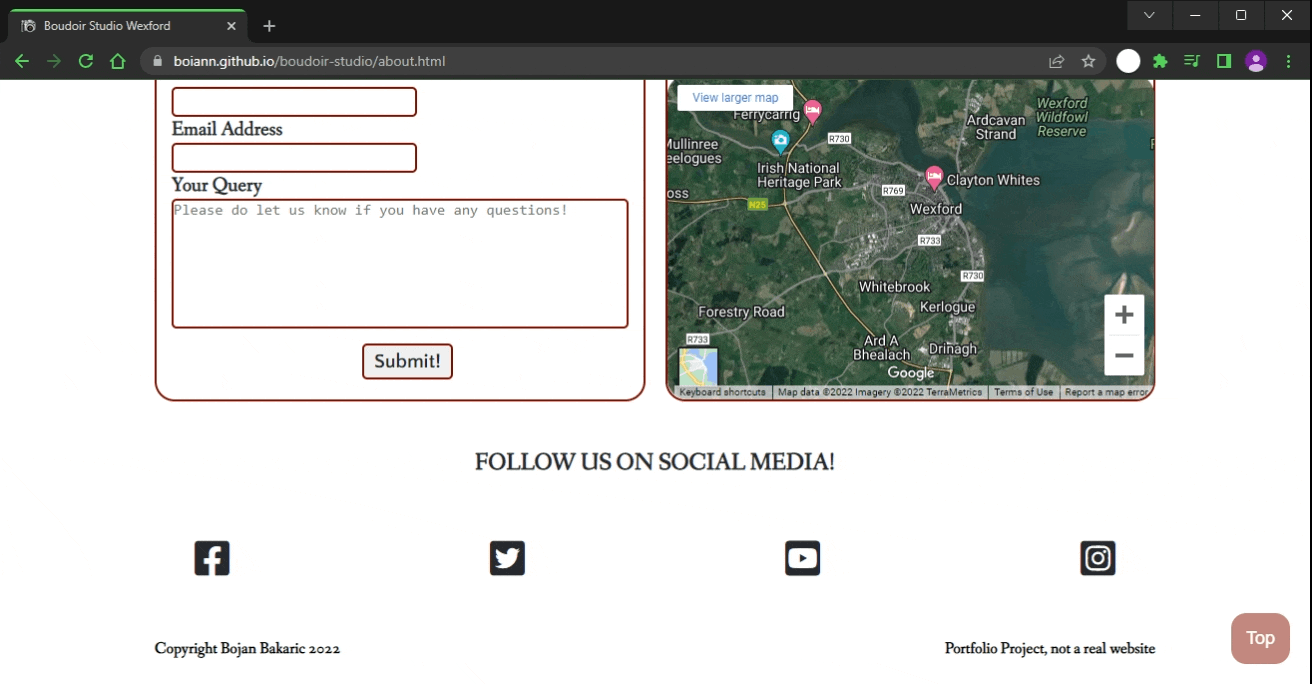 Boudoir Studio Wexford
boiann.github.io/boudoir-studio/about.html
Email Address
Your Query
Please do let us know if you have any questions!
Submit!
View larger map
Ferrycarrig
R730
Ardcavan
Strand
Wexford
Wildfowl
Reserve
Mullinree
eelogues
Irish National
Heritage Park
oss
N25
R769
Clayton Whites
Wexford
R733
R730
Whitebrook
Kerlogue
Forestry Road
R733
Ard A
Bhealach
Drinagh
Google
Keyboard shortcuts
Map data ©2022 Imagery ©2022 TerraMetrics
Terms of Use
Report a map error
FOLLOW US ON SOCIAL MEDIA!
Copyright Bojan Bakaric 2022
Portfolio Project, not a real website
Top